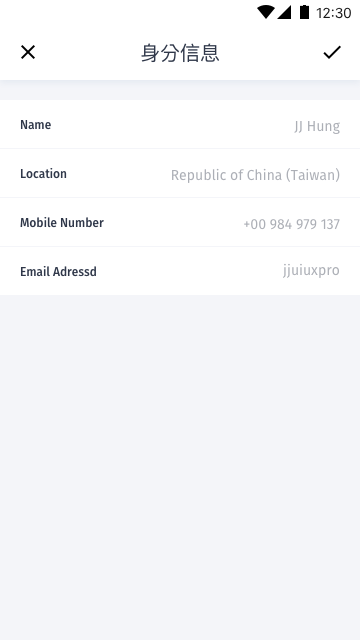 12:30
身分信息
Name JJ Hung
Location Republic of China (Taiwan)
Mobile Number +00 984 979 137
Email Adressd jjuiuxpro